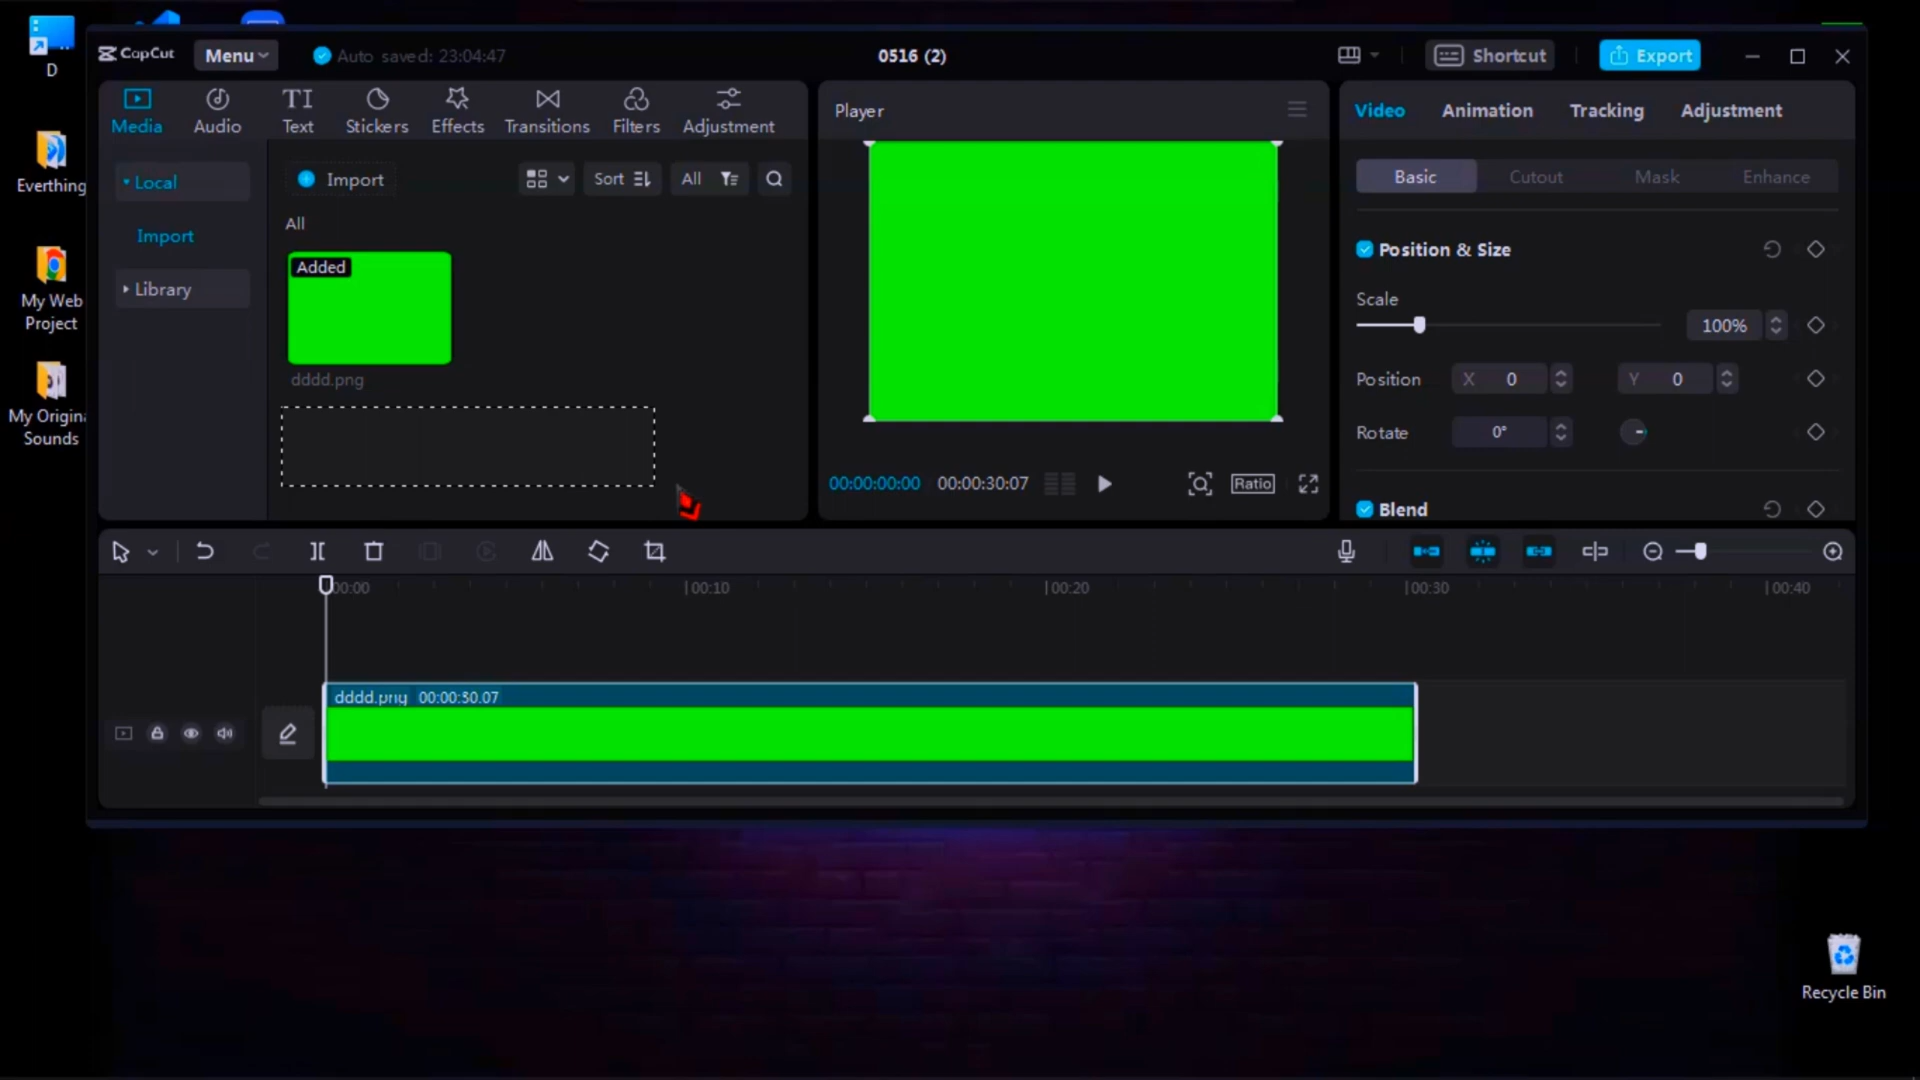 D
Everthing
My Web
Project
My Origin
Sounds
CapCut
Menu
Auto saved: 23:04:47
0516 (2)
Shortcut
Export
Media
Audio
TI
Text
Stickers
Effects
Transitions
Filters
Adjustment
Local
Import
Library
Import
Sort
All
All
Added
dddd.png
Player
00:00:00:00
00:00:30:07
Ratio
Video
Animation
Tracking
Adjustment
Basic
Cutout
Mask
Enhance
Position & Size
Scale
100%
Position
X 0
Y 0
Rotate
0°
Blend
00:00
00:10
00:20
00:30
00:40
dddd.png 00:00:30:07
Recycle Bin